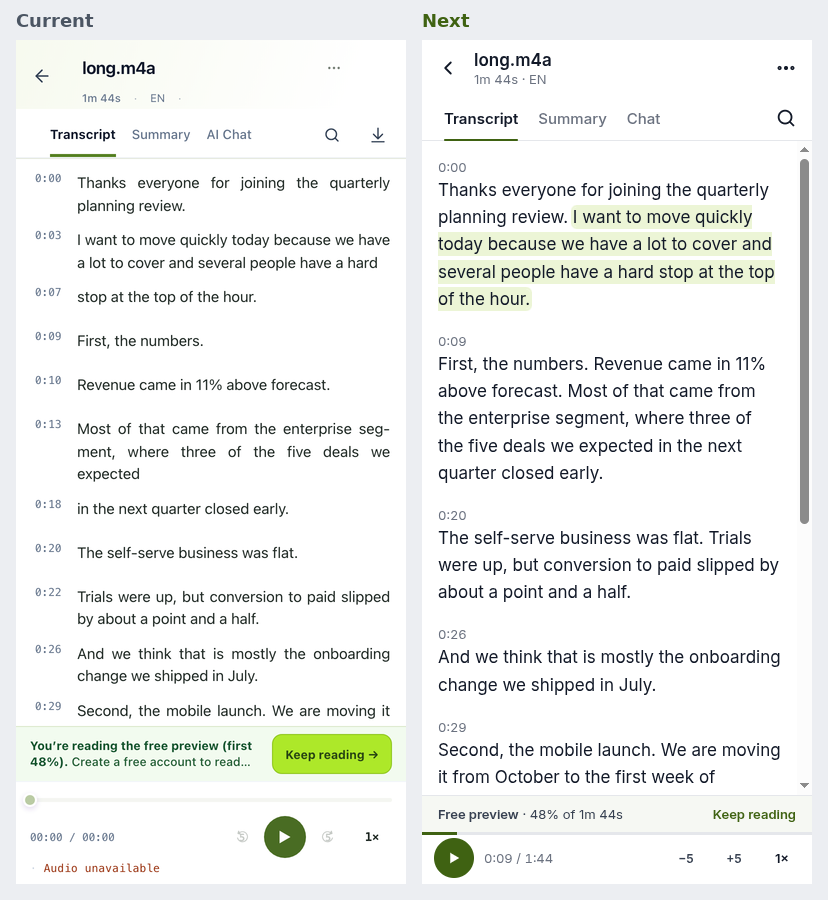 Current
long.m4a
...
1m 44s · EN ·
Transcript Summary AI Chat
0:00 Thanks everyone for joining the quarterly
planning review.
0:03 I want to move quickly today because we have
a lot to cover and several people have a hard
0:07 stop at the top of the hour.
0:09 First, the numbers.
0:10 Revenue came in 11% above forecast.
0:13 Most of that came from the enterprise seg-
ment, where three of the five deals we
expected
0:18 in the next quarter closed early.
0:20 The self-serve business was flat.
0:22 Trials were up, but conversion to paid slipped
by about a point and a half.
0:26 And we think that is mostly the onboarding
change we shipped in July.
0:29 Second, the mobile launch. We are moving it
You’re reading the free preview (first
48%). Create a free account to read...
Keep reading →
00:00 / 00:00
5 5 1×
· Audio unavailable
Next
long.m4a
1m 44s · EN
Transcript Summary Chat
0:00
Thanks everyone for joining the quarterly
planning review. I want to move quickly
today because we have a lot to cover and
several people have a hard stop at the top
of the hour.
0:09
First, the numbers. Revenue came in 11%
above forecast. Most of that came from
the enterprise segment, where three of
the five deals we expected in the next
quarter closed early.
0:20
The self-serve business was flat. Trials
were up, but conversion to paid slipped by
about a point and a half.
0:26
And we think that is mostly the onboarding
change we shipped in July.
0:29
Second, the mobile launch. We are moving
it from October to the first week of
Free preview · 48% of 1m 44s
Keep reading
0:09 / 1:44
−5 +5 1×